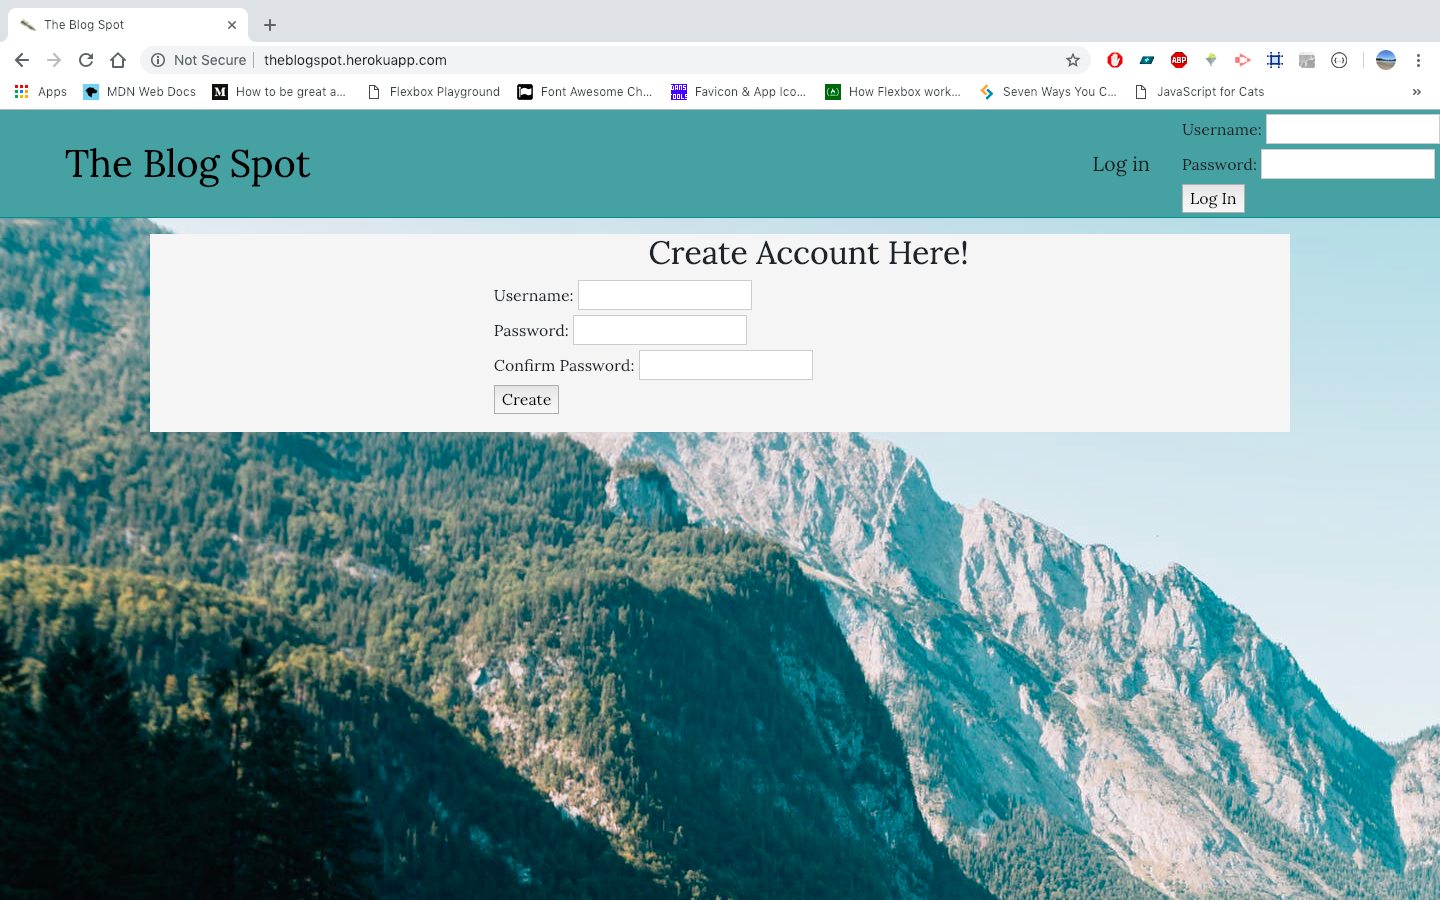 The Blog Spot
Not Secure theblogspot.herokuapp.com
ABP
Apps MDN Web Docs How to be great a... Flexbox Playground Font Awesome Ch... Favicon & App Ico... How Flexbox work... Seven Ways You C... JavaScript for Cats »
The Blog Spot
Log in
Username:
Password:
Log In
Create Account Here!
Username:
Password:
Confirm Password:
Create